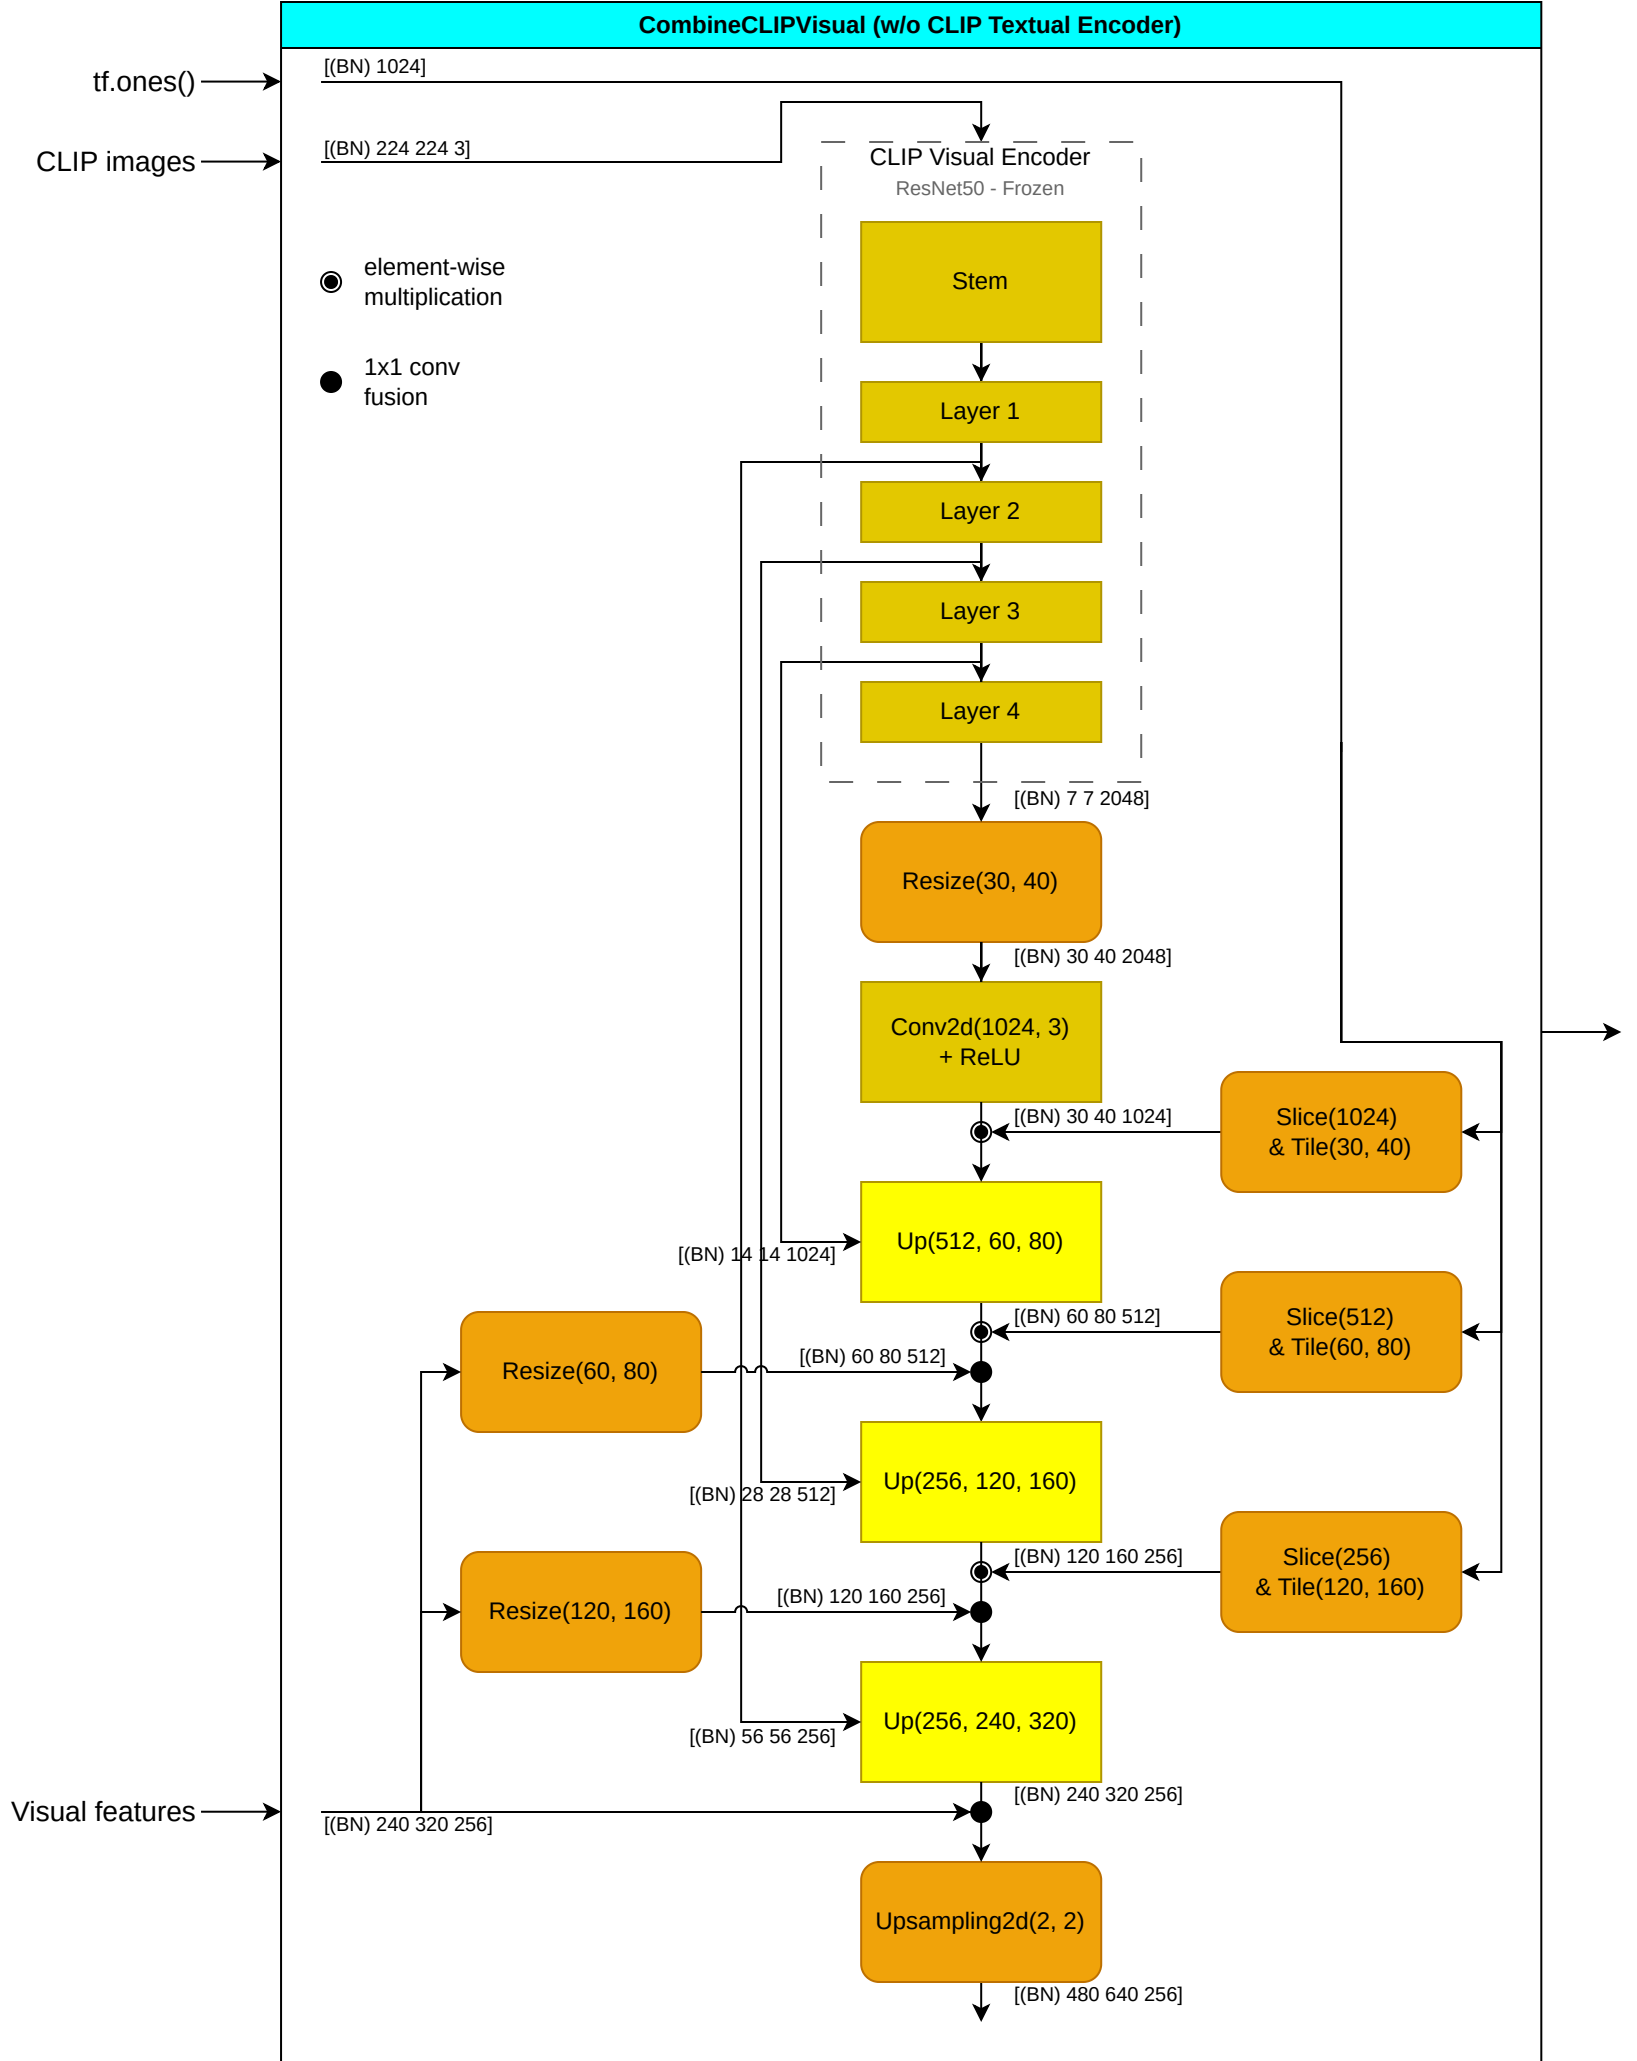 CombineCLIPVisual (w/o CLIP Textual Encoder)
tf.ones()
[(BN) 1024]
CLIP images
[(BN) 224 224 3]
CLIP Visual Encoder
ResNet50 - Frozen
element-wise
multiplication
1x1 conv
fusion
Stem
Layer 1
Layer 2
Layer 3
Layer 4
[(BN) 7 7 2048]
Resize(30, 40)
[(BN) 30 40 2048]
Conv2d(1024, 3)
+ ReLU
[(BN) 30 40 1024]
Slice(1024)
& Tile(30, 40)
Up(512, 60, 80)
[(BN) 14 14 1024]
[(BN) 60 80 512]
Slice(512)
& Tile(60, 80)
Resize(60, 80)
[(BN) 60 80 512]
Up(256, 120, 160)
[(BN) 28 28 512]
[(BN) 120 160 256]
Slice(256)
& Tile(120, 160)
Resize(120, 160)
[(BN) 120 160 256]
Up(256, 240, 320)
[(BN) 56 56 256]
[(BN) 240 320 256]
Visual features
[(BN) 240 320 256]
Upsampling2d(2, 2)
[(BN) 480 640 256]